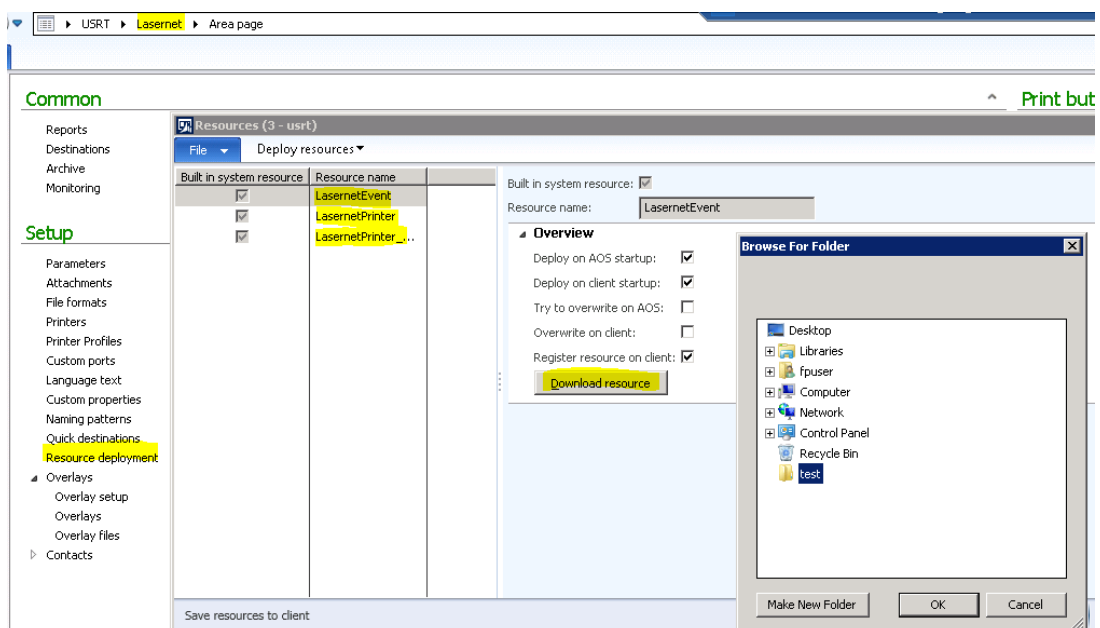 USRT Lasernet Area page
Common
Print but
Reports
Destinations
Archive
Monitoring
Setup
Parameters
Attachments
File formats
Printers
Printer Profiles
Custom ports
Language text
Custom properties
Naming patterns
Quick destinations
Resource deployment
Overlays
Overlay setup
Overlays
Overlay files
Contacts
Resources (3 - usrt)
File Deploy resources
Built in system resource Resource name
LasernetEvent
LasernetPrinter
LasernetPrinter_...
Built in system resource:
Resource name: LasernetEvent
Overview
Deploy on AOS startup:
Deploy on client startup:
Try to overwrite on AOS:
Overwrite on client:
Register resource on client:
Download resource
Save resources to client
Browse For Folder
Desktop
Libraries
fpuser
Computer
Network
Control Panel
Recycle Bin
test
Make New Folder OK Cancel